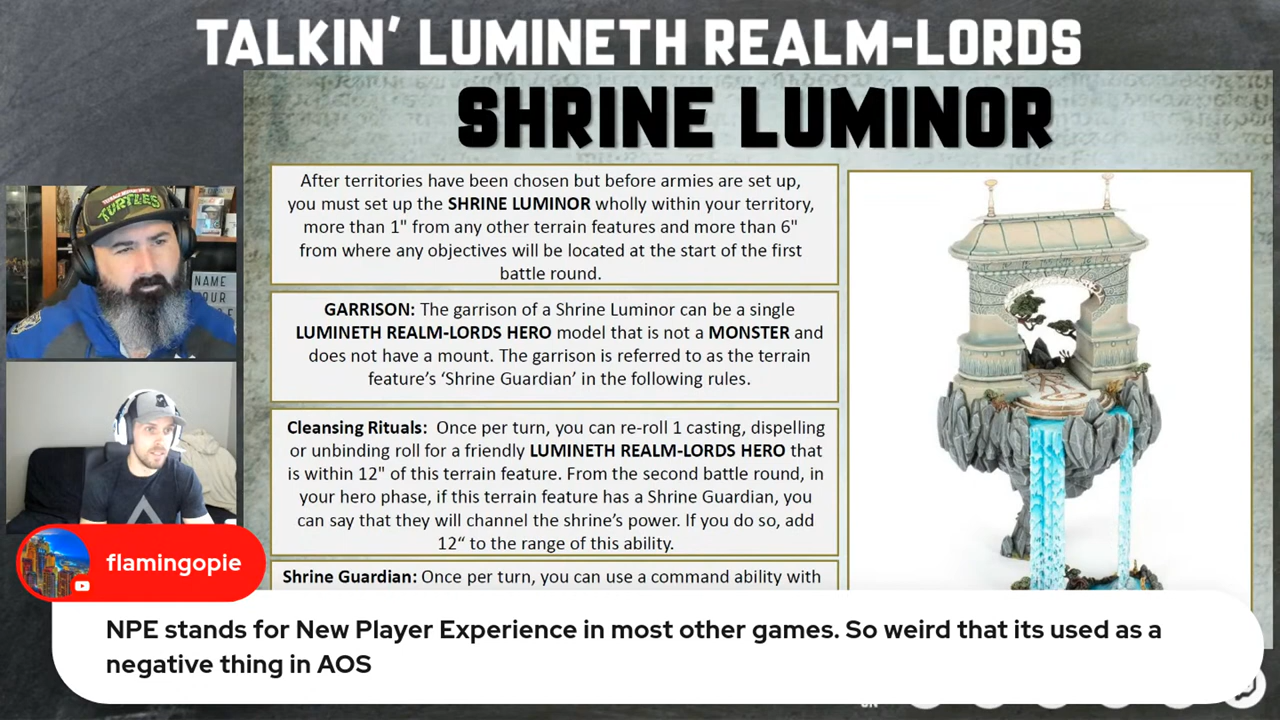 TALKIN' LUMINETH REALM-LORDS
SHRINE LUMINOR
After territories have been chosen but before armies are set up,
you must set up the SHRINE LUMINOR wholly within your territory,
more than 1" from any other terrain features and more than 6"
from where any objectives will be located at the start of the first
battle round.
GARRISON: The garrison of a Shrine Luminor can be a single
LUMINETH REALM-LORDS HERO model that is not a MONSTER and
does not have a mount. The garrison is referred to as the terrain
feature's 'Shrine Guardian' in the following rules.
Cleansing Rituals: Once per turn, you can re-roll 1 casting, dispelling
or unbinding roll for a friendly LUMINETH REALM-LORDS HERO that
is within 12" of this terrain feature. From the second battle round, in
your hero phase, if this terrain feature has a Shrine Guardian, you
can say that they will channel the shrine's power. If you do so, add
12" to the range of this ability.
Shrine Guardian: Once per turn, you can use a command ability with
TURTLES
NAME
YOUR
flamingopie
NPE stands for New Player Experience in most other games. So weird that its used as a
negative thing in AOS